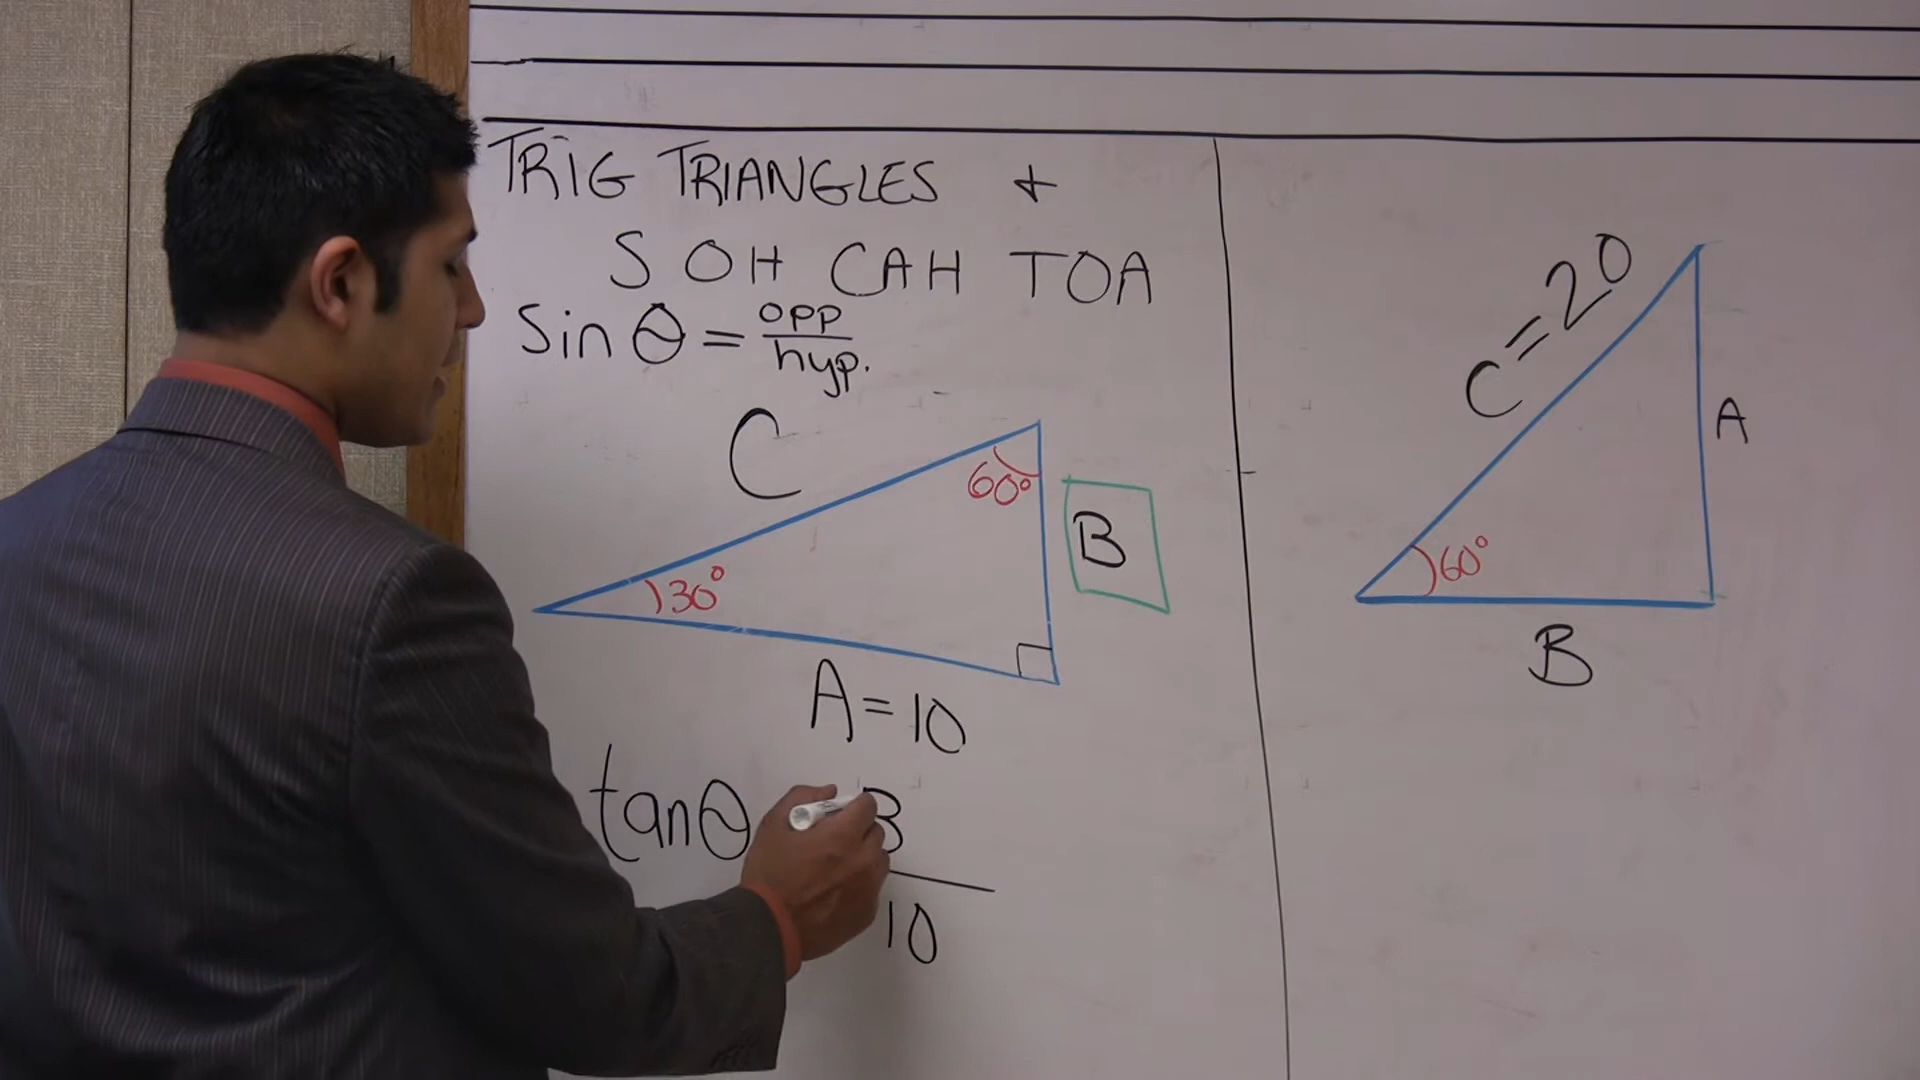 TRIG TRIANGLES +
SOH CAH TOA
Sin θ = opp
hyp.
C
60°
B
30°
A = 10
tanθ B
10
C = 20
A
60°
B